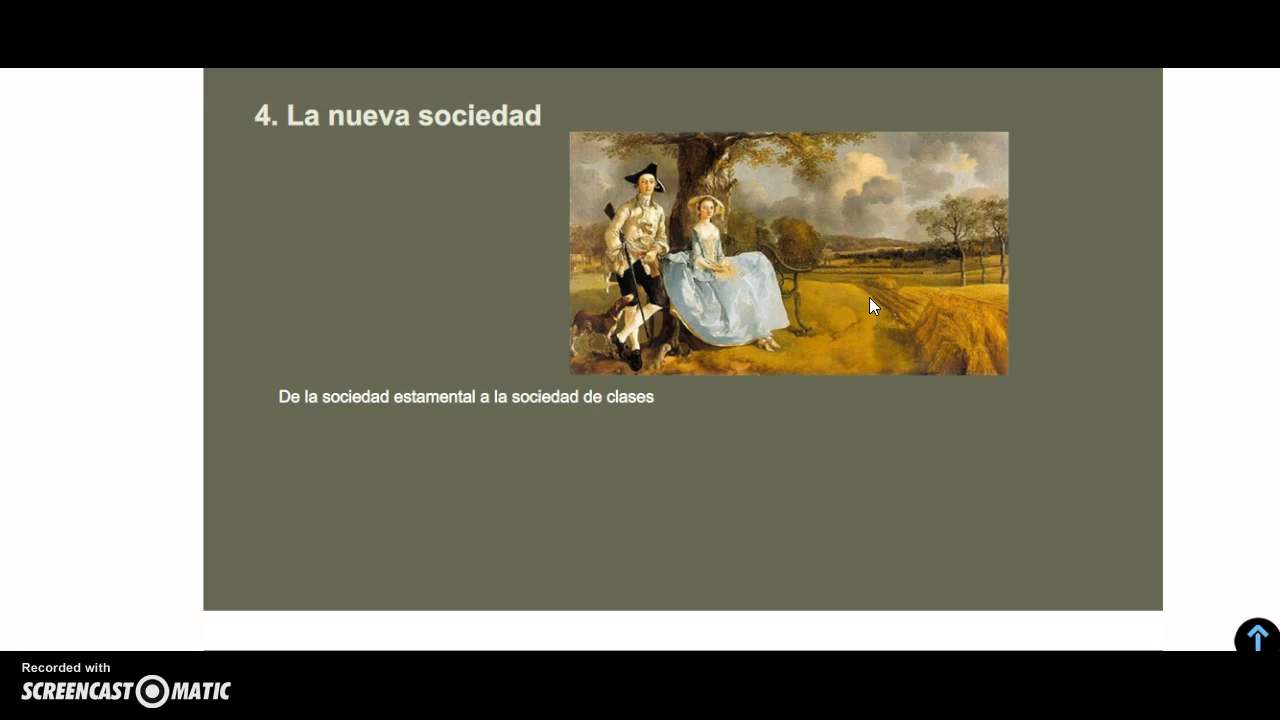 4. La nueva sociedad
De la sociedad estamental a la sociedad de clases
Recorded with
SCREENCAST MATIC